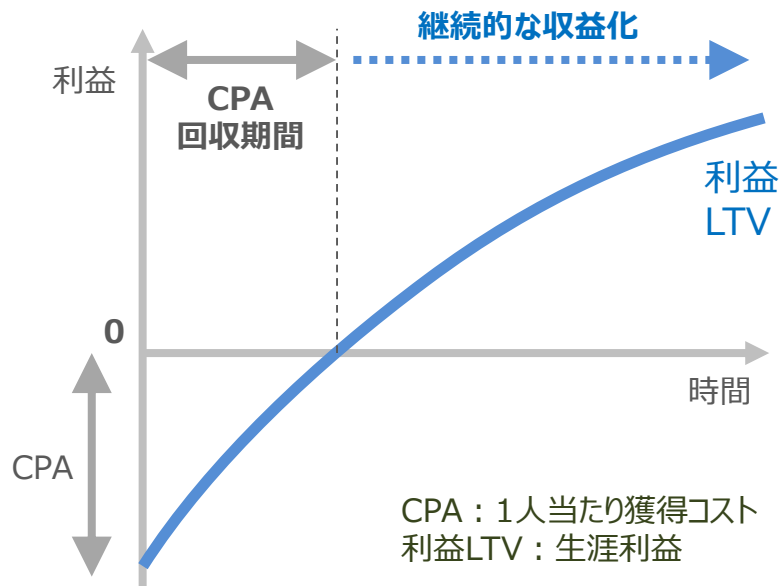 継続的な収益化
利益
CPA
回収期間
利益
LTV
0
時間
CPA
CPA：1人当たり獲得コスト
利益LTV：生涯利益